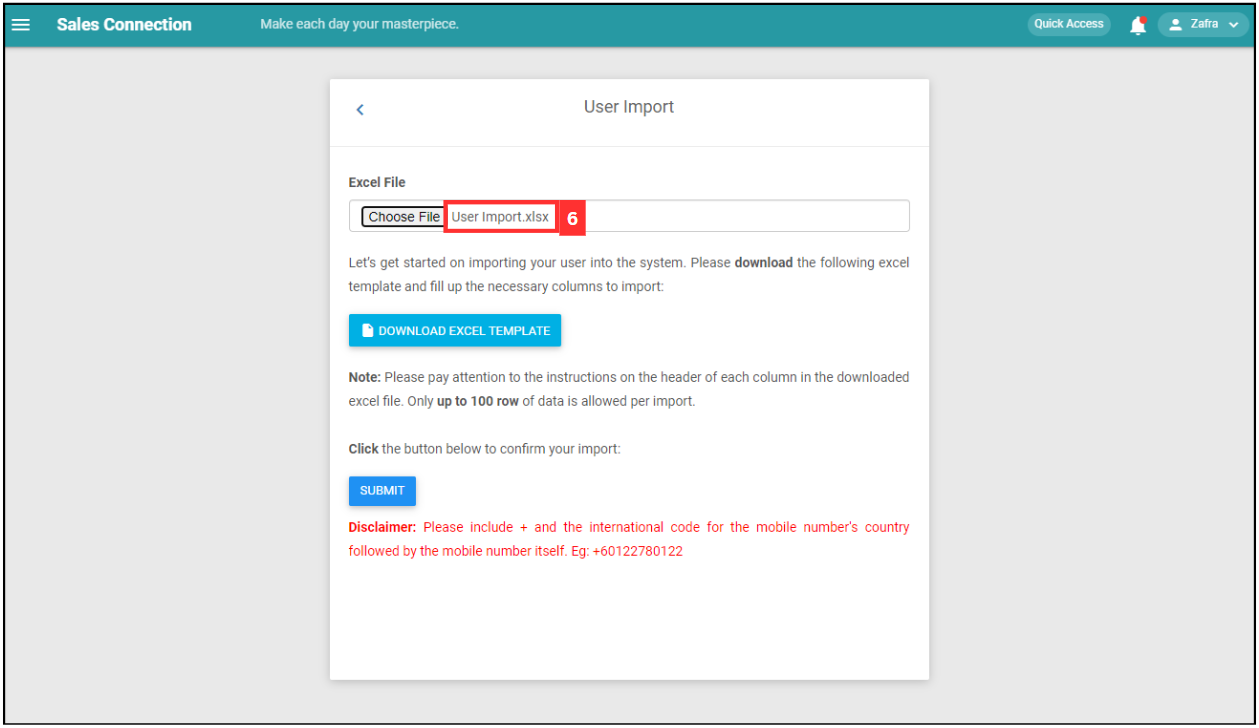 Sales Connection Make each day your masterpiece. Quick Access Zafra
User Import
Excel File
Choose File User Import.xlsx 6
Let's get started on importing your user into the system. Please download the following excel
template and fill up the necessary columns to import:
DOWNLOAD EXCEL TEMPLATE
Note: Please pay attention to the instructions on the header of each column in the downloaded
excel file. Only up to 100 row of data is allowed per import.
Click the button below to confirm your import:
SUBMIT
Disclaimer: Please include + and the international code for the mobile number's country
followed by the mobile number itself. Eg: +60122780122